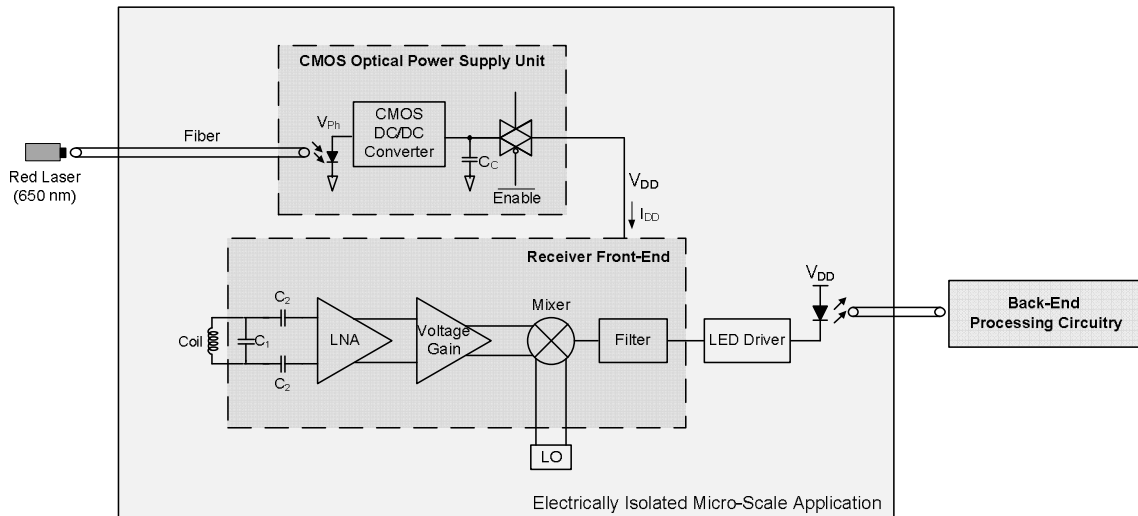 CMOS Optical Power Supply Unit
V_Ph
CMOS
DC/DC
Converter
C_C
Enable
Fiber
Red Laser
(650 nm)
V_DD
I_DD
Receiver Front-End
Coil
C_1
C_2
C_2
LNA
Voltage
Gain
Mixer
Filter
LO
LED Driver
V_DD
Back-End
Processing Circuitry
Electrically Isolated Micro-Scale Application